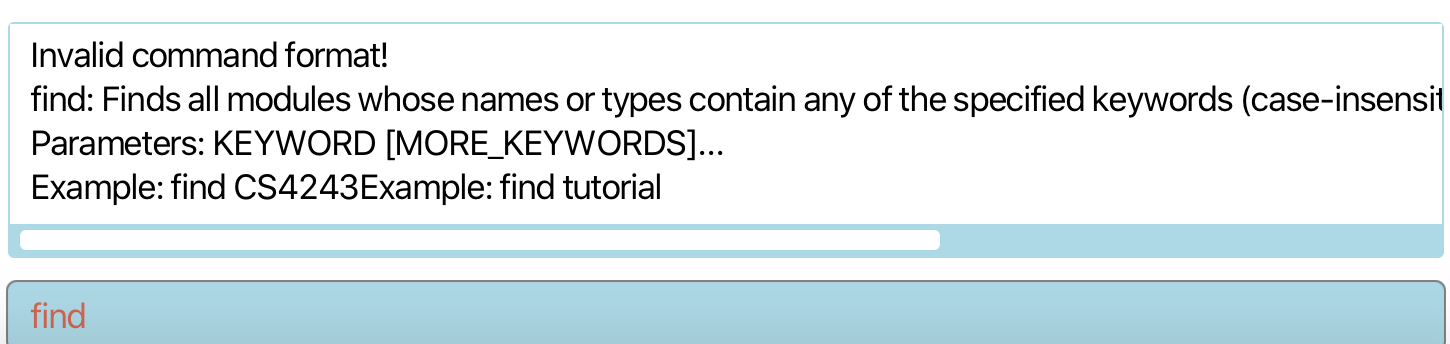 Invalid command format!
find: Finds all modules whose names or types contain any of the specified keywords (case-insensit
Parameters: KEYWORD [MORE_KEYWORDS]...
Example: find CS4243Example: find tutorial
find